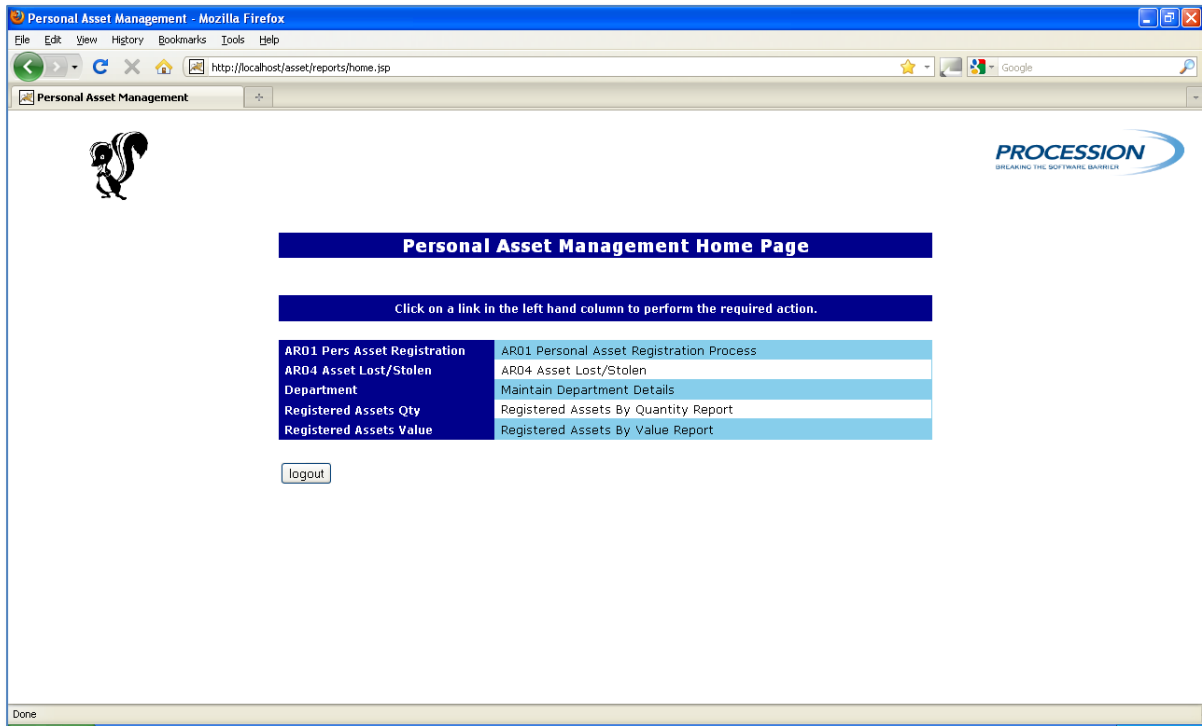 Personal Asset Management - Mozilla Firefox
File Edit View History Bookmarks Tools Help
http://localhost/asset/reports/home.jsp
Google
Personal Asset Management
PROCESSION
BREAKING THE SOFTWARE BARRIER
Personal Asset Management Home Page
Click on a link in the left hand column to perform the required action.
AR01 Pers Asset Registration AR01 Personal Asset Registration Process
AR04 Asset Lost/Stolen AR04 Asset Lost/Stolen
Department Maintain Department Details
Registered Assets Qty Registered Assets By Quantity Report
Registered Assets Value Registered Assets By Value Report
logout
Done